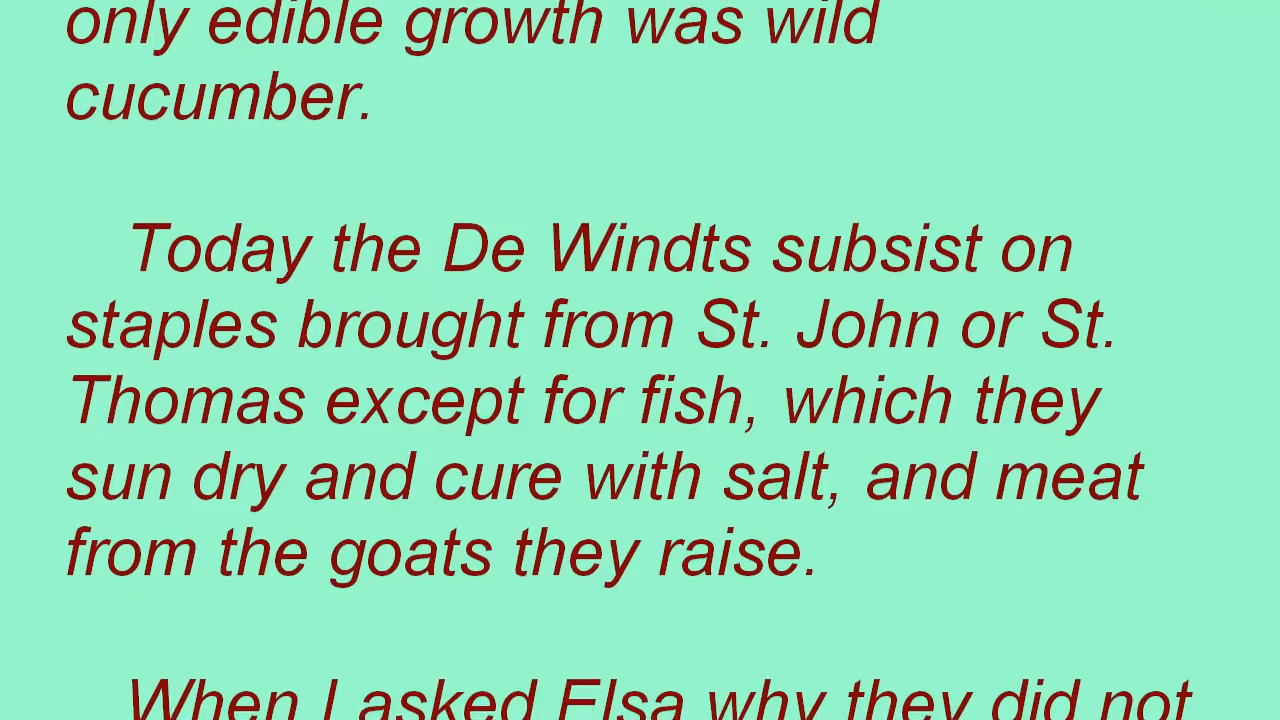 only edible growth was wild
cucumber.
Today the De Windts subsist on
staples brought from St. John or St.
Thomas except for fish, which they
sun dry and cure with salt, and meat
from the goats they raise.
When I asked Elsa why they did not